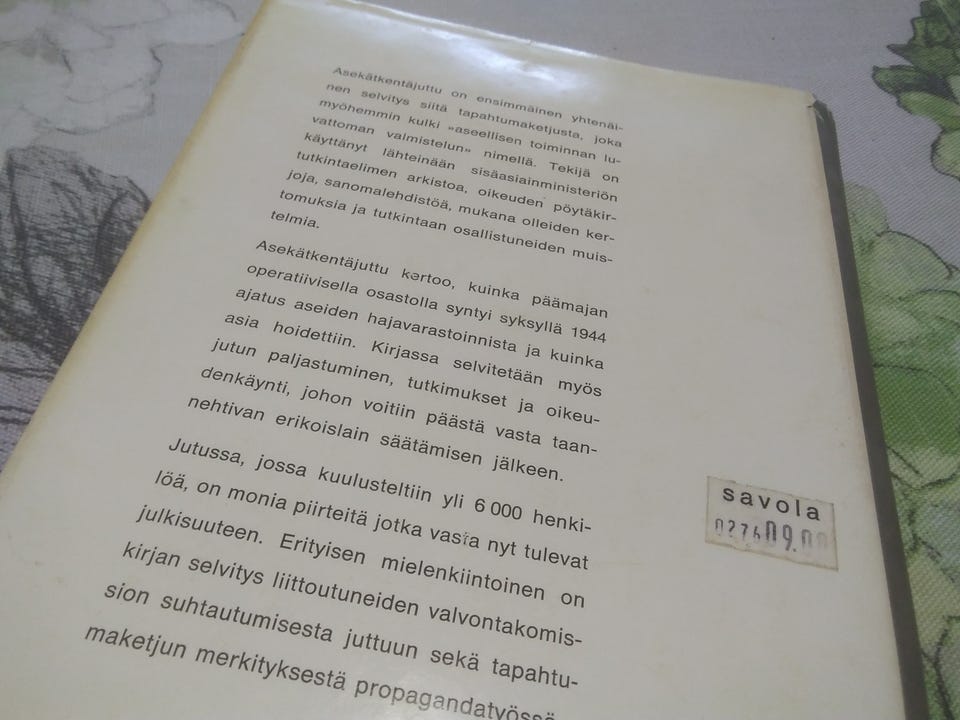 Asekätkentäjuttu on ensimmäinen yhtenäi-
nen selvitys siitä tapahtumaketjusta, joka
myöhemmin kulki »aseellisen toiminnan lu-
vattoman valmistelun» nimellä. Tekijä on
käyttänyt lähteinään sisäasiainministeriön
tutkintaelimen arkistoa, oikeuden pöytäkir-
joja, sanomalehdistöä, mukana olleiden ker-
tomuksia ja tutkintaan osallistuneiden muis-
telmia.
Asekätkentäjuttu kertoo, kuinka päämajan
operatiivisella osastolla syntyi syksyllä 1944
ajatus aseiden hajavarastoinnista ja kuinka
asia hoidettiin. Kirjassa selvitetään myös
jutun paljastuminen, tutkimukset ja oikeu-
denkäynti, johon voitiin päästä vasta taan-
nehtivan erikoislain säätämisen jälkeen.
Jutussa, jossa kuulusteltiin yli 6 000 henki-
löä, on monia piirteitä jotka vasta nyt tulevat
julkisuuteen. Erityisen mielenkiintoinen on
kirjan selvitys liittoutuneiden valvontakomis-
sion suhtautumisesta juttuun sekä tapahtu-
maketjun merkityksestä propagandatyössä
savola